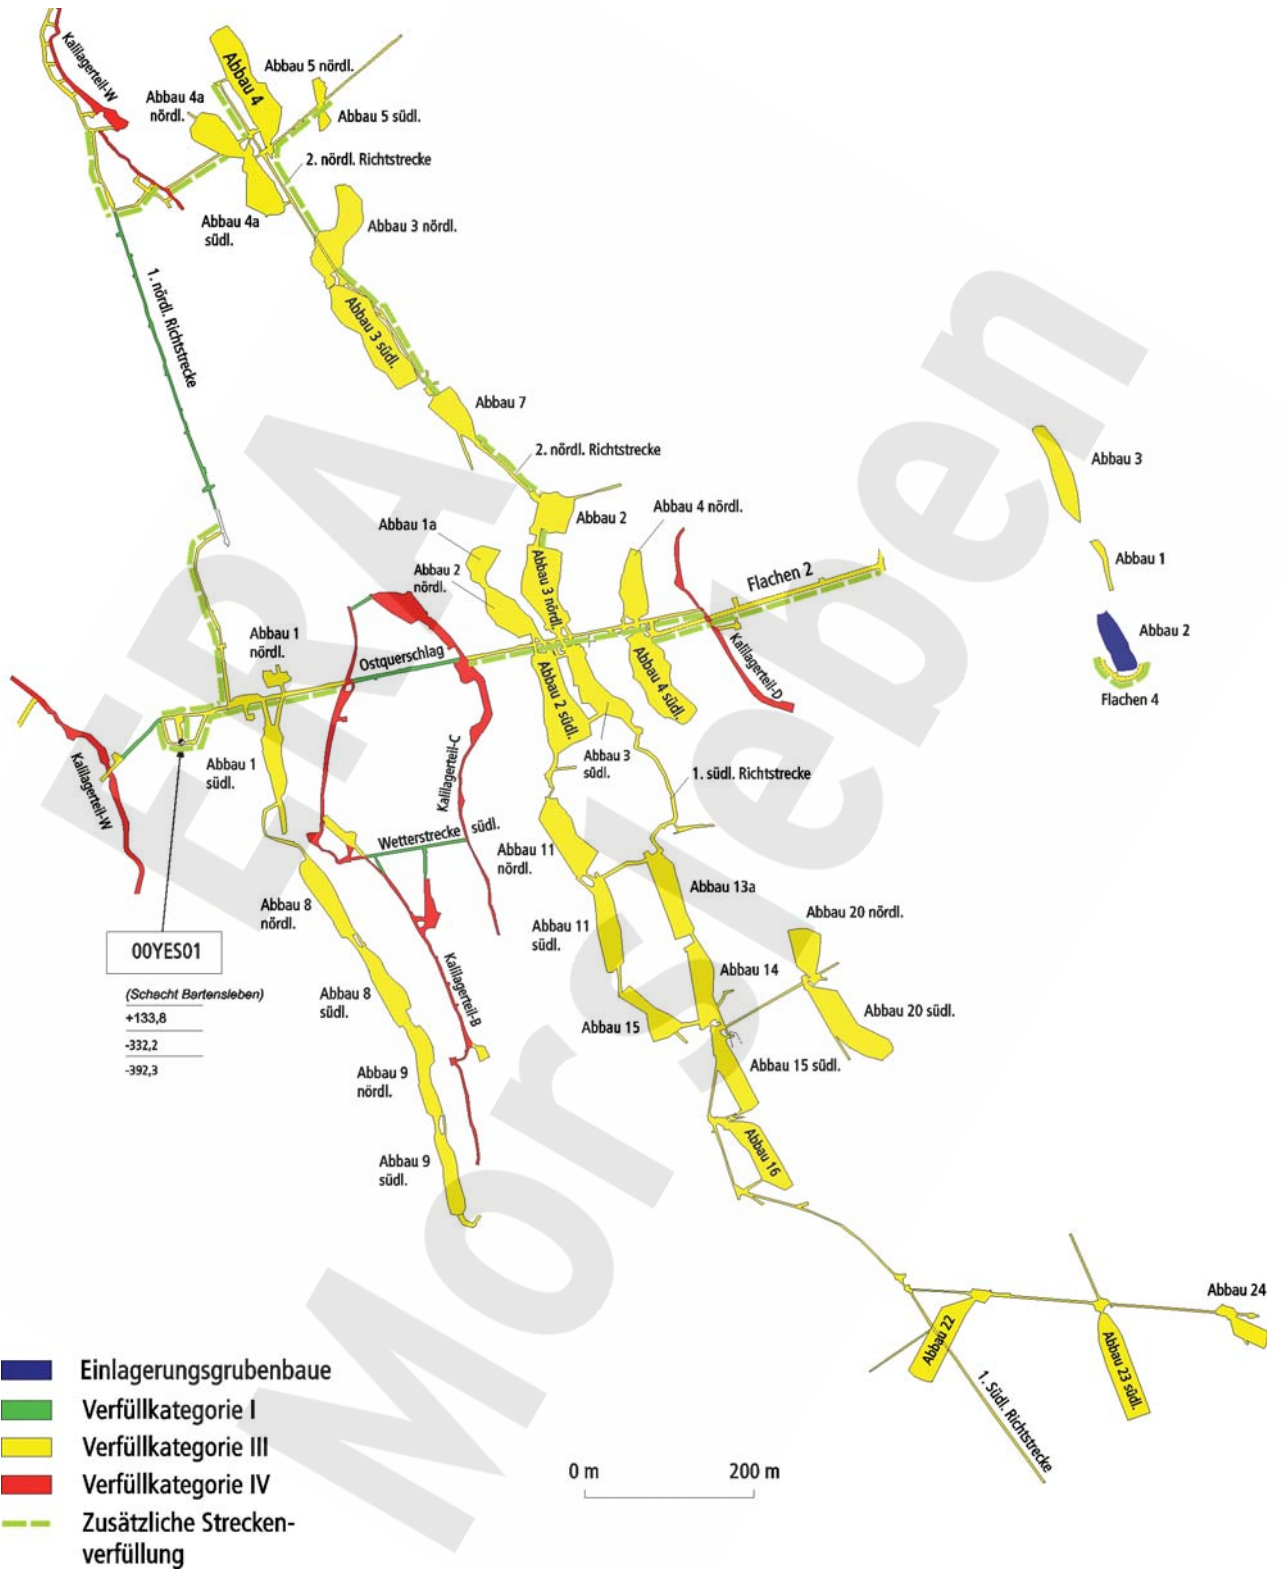 Kalilagerteil-W
Abbau 4
Abbau 5 nördl.
Abbau 4a
nördl.
Abbau 5 südl.
2. nördl. Richtstrecke
Abbau 4a
südl.
Abbau 3 nördl.
1. nördl. Richtstrecke
Abbau 3 südl.
Abbau 7
2. nördl. Richtstrecke
Abbau 3
Abbau 1a
Abbau 2
Abbau 4 nördl.
Abbau 2
nördl.
Abbau 3 nördl.
Flachen 2
Abbau 1
Abbau 1
nördl.
Ostquerschlag
Abbau 2 südl.
Abbau 4 südl.
Kalilagerteil-D
Abbau 2
Flachen 4
Kalilagerteil-W
Abbau 1
südl.
Kalilagerteil-C
Abbau 3
südl.
1. südl. Richtstrecke
Wetterstrecke südl.
Abbau 11
nördl.
Abbau 13a
Abbau 8
nördl.
Abbau 11
südl.
Abbau 20 nördl.
00YES01
(Schacht Bartensleben)
+133,8
-332,2
-392,3
Kalilagerteil-B
Abbau 8
südl.
Abbau 14
Abbau 15
Abbau 20 südl.
Abbau 9
nördl.
Abbau 15 südl.
Abbau 9
südl.
Abbau 16
Abbau 24
Abbau 22
Abbau 23 südl.
1. Südl. Richtstrecke
Einlagerungsgrubenbaue
Verfüllkategorie I
Verfüllkategorie III
Verfüllkategorie IV
Zusätzliche Strecken-
verfüllung
0 m 200 m
ERA
Morsleben